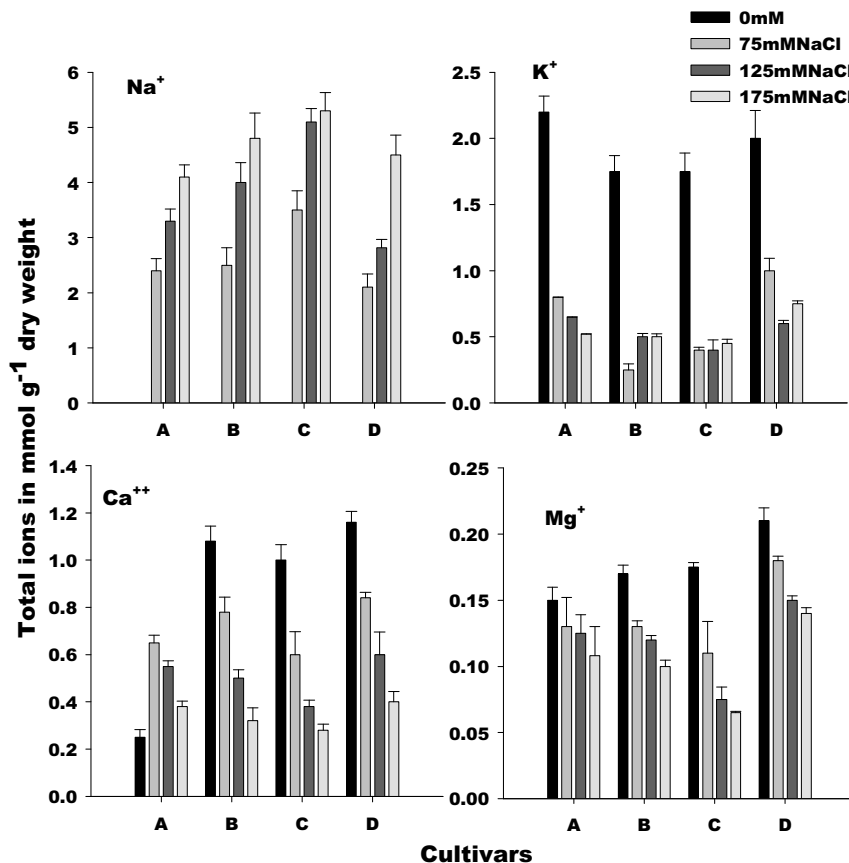 0mM
75mMNaCl
125mMNaCl
175mMNaCl
Total ions in mmol g⁻¹ dry weight
Na⁺
6
5
4
3
2
1
0
A B C D
K⁺
2.5
2.0
1.5
1.0
0.5
0.0
A B C D
Ca⁺⁺
1.4
1.2
1.0
0.8
0.6
0.4
0.2
0.0
A B C D
Mg⁺
0.25
0.20
0.15
0.10
0.05
0.00
A B C D
Cultivars